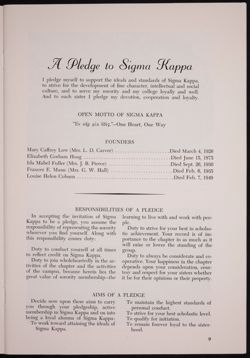 A Pledge to Sigma Kappa
I pledge myself to support the ideals and standards of Sigma Kappa,
to strive for the development of fine character, intellectual and social
culture, and to serve my sorority and my college loyally and well.
And to each sister I pledge my devotion, cooperation and loyalty.
OPEN MOTTO OF SIGMA KAPPA
—One Heart, One Way
FOUNDERS
Mary Caffrey Low (Mrs. L. D. Carver) Died March 4, 1926
Elizabeth Gorham Hoag Died June 13, 1875
Ida Mabel Fuller (Mrs. J. B. Pierce) Died Sept. 26, 1930
Frances E. Mann (Mrs. G. W. Hall) Died Feb. 6, 1935
Louise Helen Coburn Died Feb. 7, 1949
RESPONSIBILITIES OF A PLEDGE
In accepting the invitation of Sigma
Kappa to be a pledge, you assume the
responsibility of representing the sorority
wherever you find yourself. Along with
this responsibility comes duty:
Duty to conduct yourself at all times
to reflect credit on Sigma Kappa.
Duty to join wholeheartedly in the ac-
tivities of the chapter and the activities of
the campus, because herein lies the
great value of sorority membership—the
learning to live with and work with peo-
ple.
Duty to strive for your best in scholas-
tic achievement. Your record is of im-
portance to the chapter in as much as it
will raise or lower the standing of the
group.
Duty to always be considerate and co-
operative. Your happiness in the chapter
depends upon your consideration, cour-
tesy and respect for your sisters whether
it be for their opinions or their property.
AIMS OF A PLEDGE
Decide now upon these aims to carry
you through your pledgeship, active
membership in Sigma Kappa and on into
being a loyal alumna of Sigma Kappa:
To work toward attaining the ideals of
Sigma Kappa.
To maintain the highest standards of
personal conduct.
To strive for your best scholastic level.
To qualify for initiation.
To remain forever loyal to the sister-
hood.
9